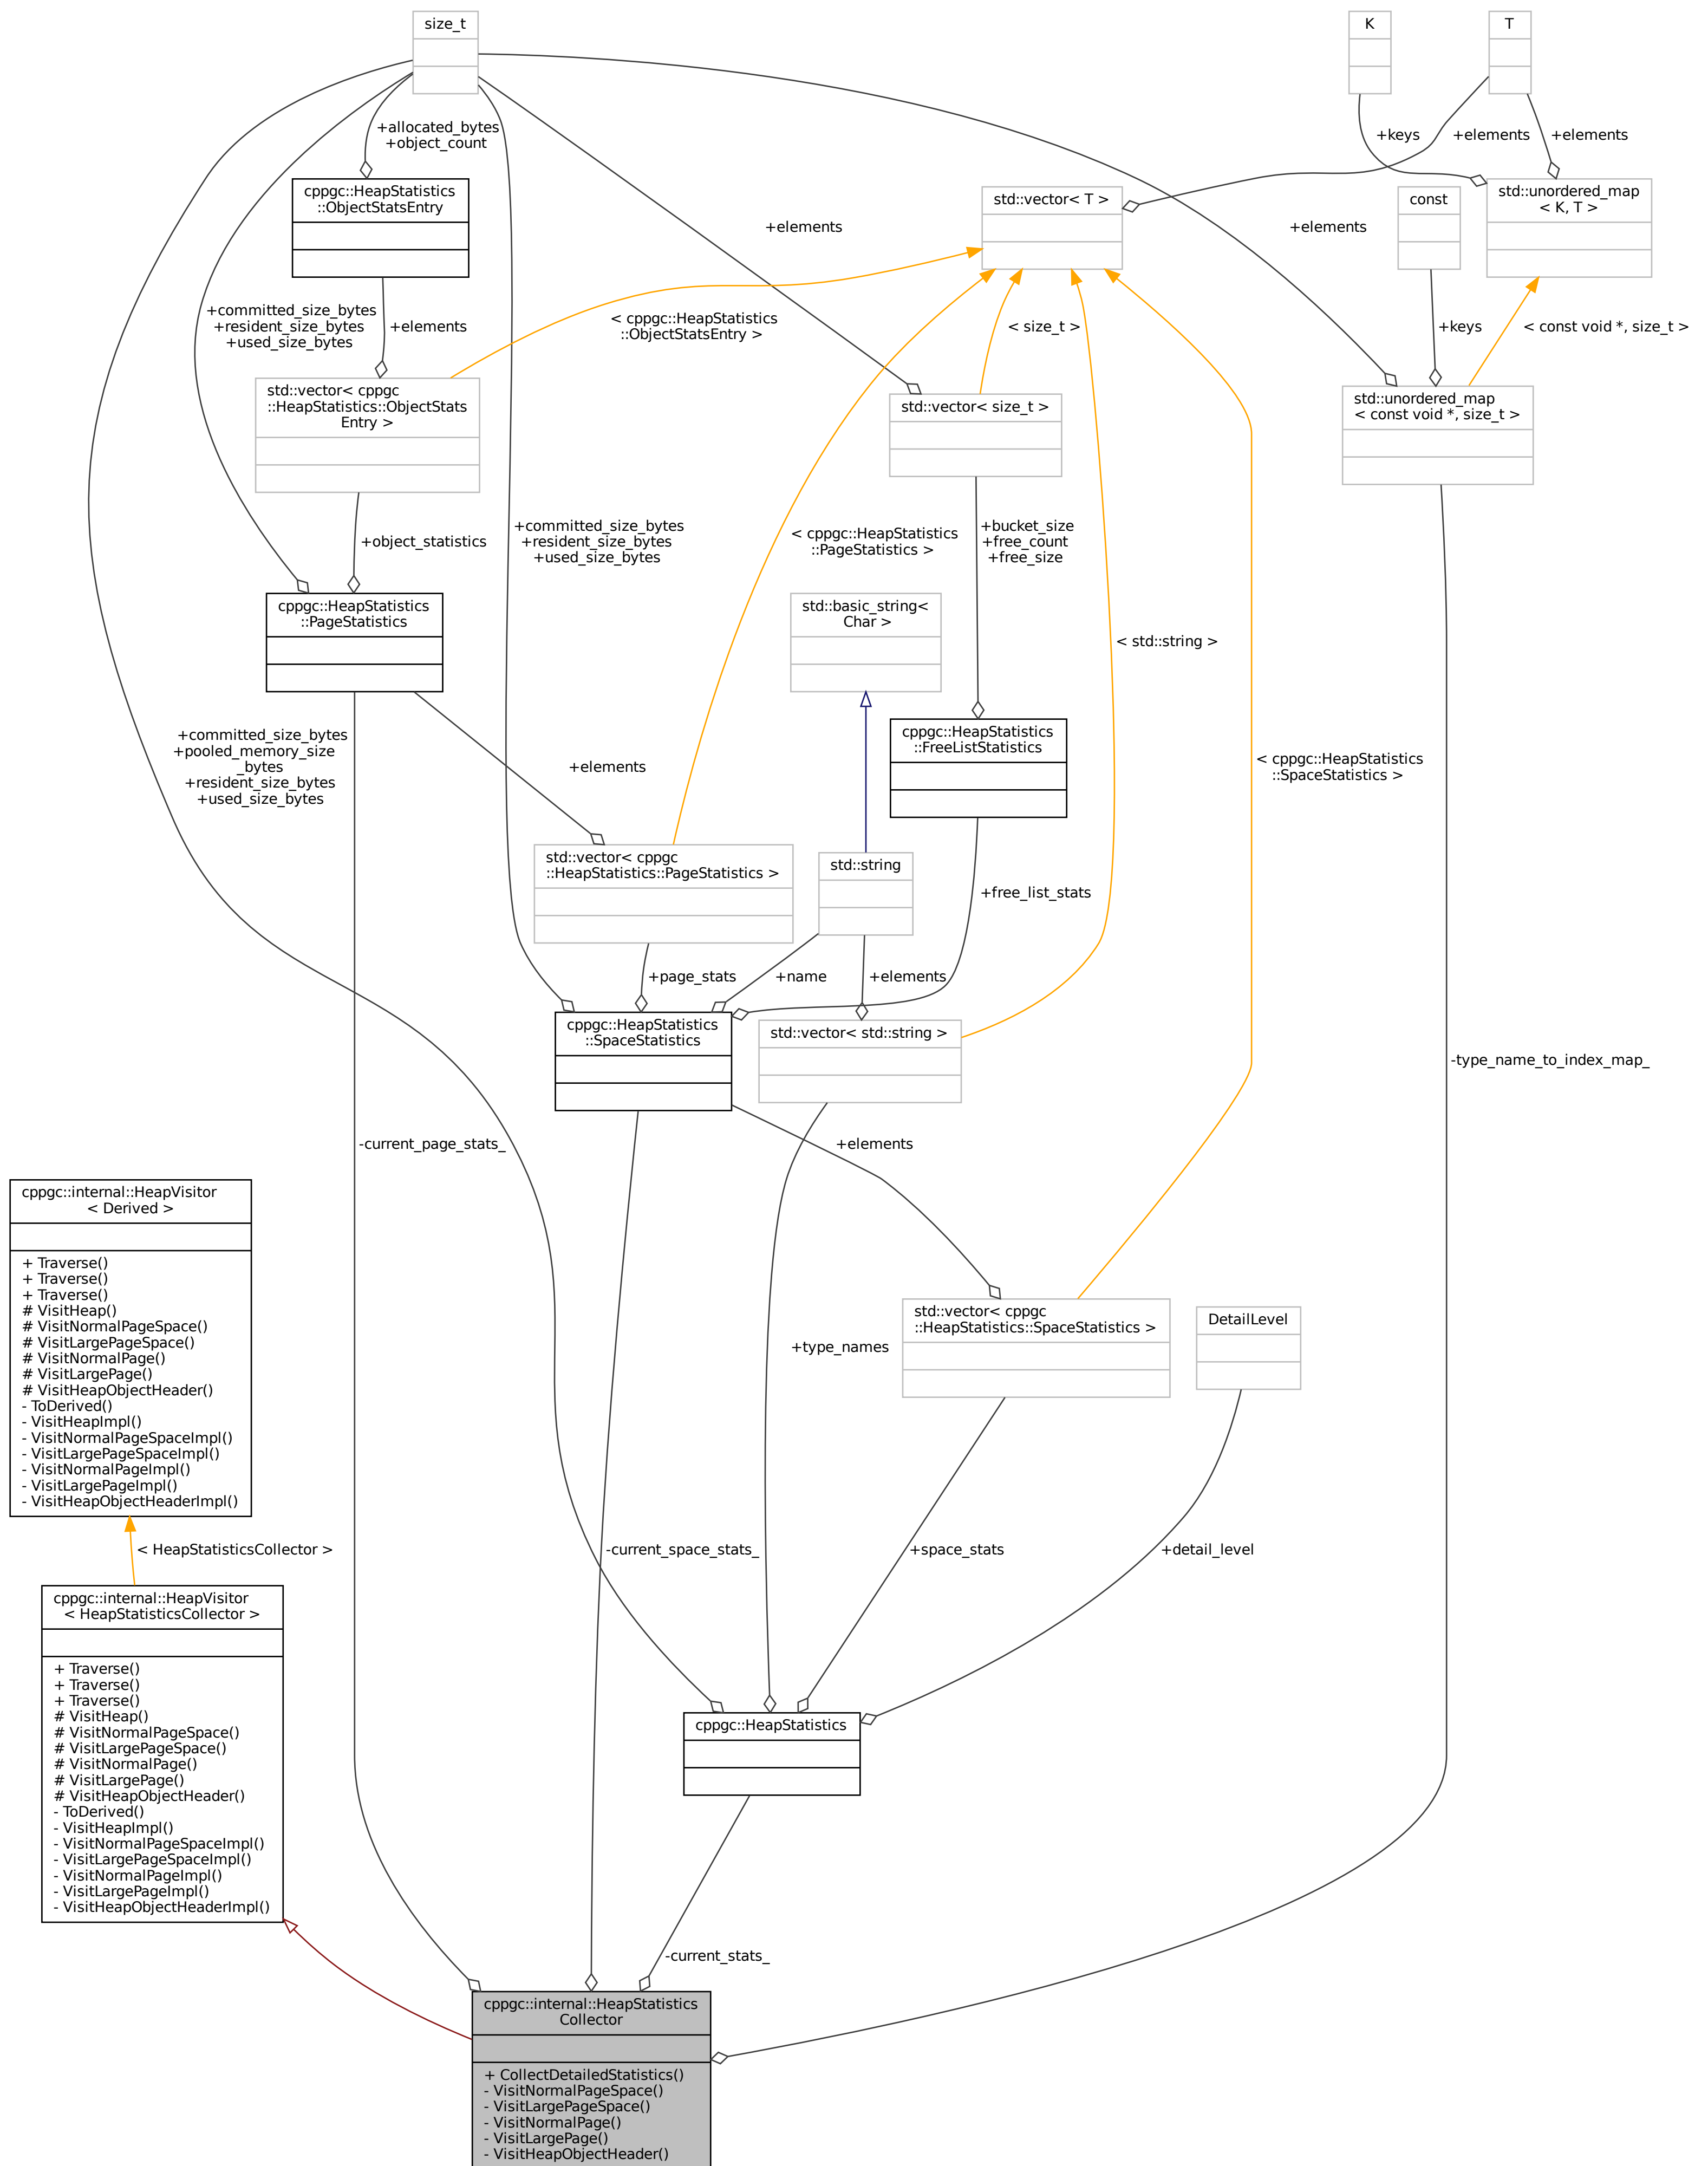 size_t
K
T
+allocated_bytes
+object_count
+keys
+elements
+elements
cppgc::HeapStatistics
::ObjectStatsEntry
std::vector< T >
const
std::unordered_map
< K, T >
+elements
+elements
+committed_size_bytes
+resident_size_bytes
+used_size_bytes
+elements
< cppgc::HeapStatistics
::ObjectStatsEntry >
< size_t >
+keys
< const void *, size_t >
std::vector< cppgc
::HeapStatistics::ObjectStats
Entry >
std::vector< size_t >
std::unordered_map
< const void *, size_t >
+object_statistics
+committed_size_bytes
+resident_size_bytes
+used_size_bytes
< cppgc::HeapStatistics
::PageStatistics >
+bucket_size
+free_count
+free_size
cppgc::HeapStatistics
::PageStatistics
std::basic_string<
Char >
< std::string >
+committed_size_bytes
+pooled_memory_size
_bytes
+resident_size_bytes
+used_size_bytes
+elements
cppgc::HeapStatistics
::FreeListStatistics
< cppgc::HeapStatistics
::SpaceStatistics >
std::vector< cppgc
::HeapStatistics::PageStatistics >
std::string
+free_list_stats
+page_stats
+name
+elements
cppgc::HeapStatistics
::SpaceStatistics
std::vector< std::string >
-type_name_to_index_map_
-current_page_stats_
+elements
cppgc::internal::HeapVisitor
< Derived >
+ Traverse()
+ Traverse()
+ Traverse()
# VisitHeap()
# VisitNormalPageSpace()
# VisitLargePageSpace()
# VisitNormalPage()
# VisitLargePage()
# VisitHeapObjectHeader()
- ToDerived()
- VisitHeapImpl()
- VisitNormalPageSpaceImpl()
- VisitLargePageSpaceImpl()
- VisitNormalPageImpl()
- VisitLargePageImpl()
- VisitHeapObjectHeaderImpl()
+type_names
std::vector< cppgc
::HeapStatistics::SpaceStatistics >
DetailLevel
< HeapStatisticsCollector >
-current_space_stats_
+space_stats
+detail_level
cppgc::internal::HeapVisitor
< HeapStatisticsCollector >
+ Traverse()
+ Traverse()
+ Traverse()
# VisitHeap()
# VisitNormalPageSpace()
# VisitLargePageSpace()
# VisitNormalPage()
# VisitLargePage()
# VisitHeapObjectHeader()
- ToDerived()
- VisitHeapImpl()
- VisitNormalPageSpaceImpl()
- VisitLargePageSpaceImpl()
- VisitNormalPageImpl()
- VisitLargePageImpl()
- VisitHeapObjectHeaderImpl()
cppgc::HeapStatistics
-current_stats_
cppgc::internal::HeapStatistics
Collector
+ CollectDetailedStatistics()
- VisitNormalPageSpace()
- VisitLargePageSpace()
- VisitNormalPage()
- VisitLargePage()
- VisitHeapObjectHeader()